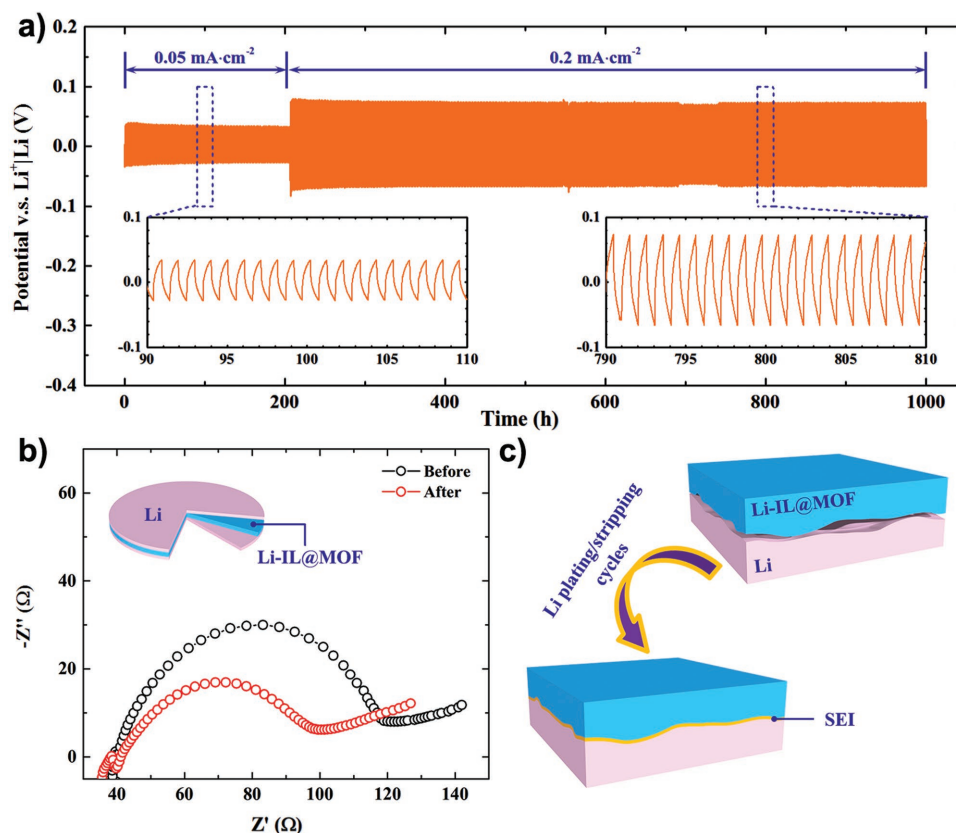 a)
0.2
0.1
0.0
-0.1
-0.2
-0.3
-0.4
Potential v.s. Li⁺|Li (V)
0.05 mA·cm⁻²
0.2 mA·cm⁻²
0.1
0.0
-0.1
90 95 100 105 110
0.1
0.0
-0.1
790 795 800 805 810
0 200 400 600 800 1000
Time (h)
b)
60
40
20
0
-Z'' (Ω)
Before
After
Li
Li-IL@MOF
40 60 80 100 120 140
Z' (Ω)
c)
Li-IL@MOF
Li
Li plating/stripping
cycles
SEI